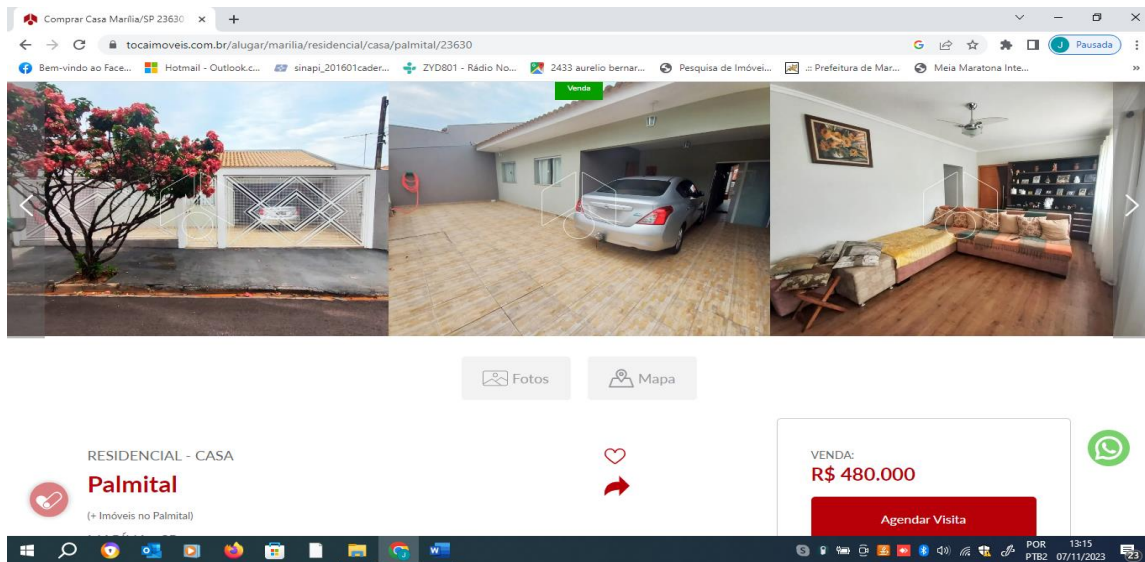 Comprar Casa Marília/SP 23630
tocaimoveis.com.br/alugar/marilia/residencial/casa/palmital/23630
J Pausada
Bem-vindo ao Face... Hotmail - Outlook.c... sinapi_201601cader... ZYD801 - Rádio No... 2433 aurelio bernar... Pesquisa de Imóvei... .:: Prefeitura de Mar... Meia Maratona Inte... »
Venda
Fotos Mapa
RESIDENCIAL - CASA
Palmital
(+ Imóveis no Palmital)
VENDA:
R$ 480.000
Agendar Visita
POR 13:15
PTB2 07/11/2023 23